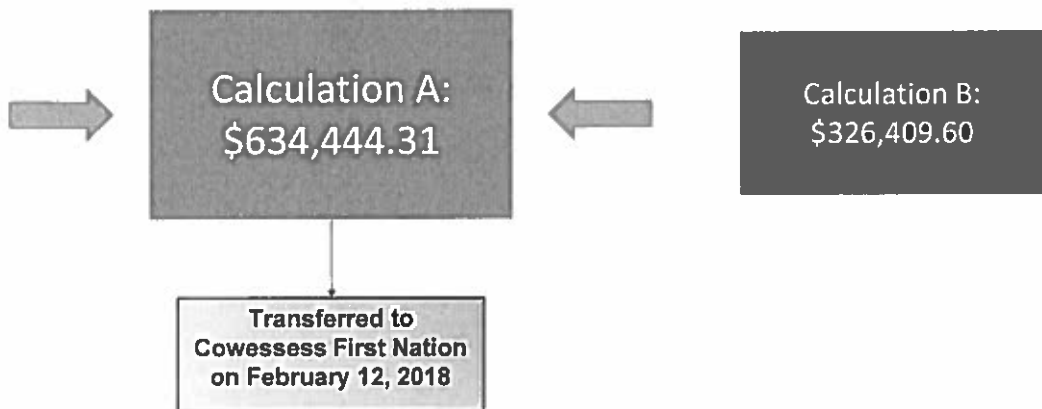 Calculation A:
$634,444.31
Calculation B:
$326,409.60
Transferred to
Cowessess First Nation
on February 12, 2018